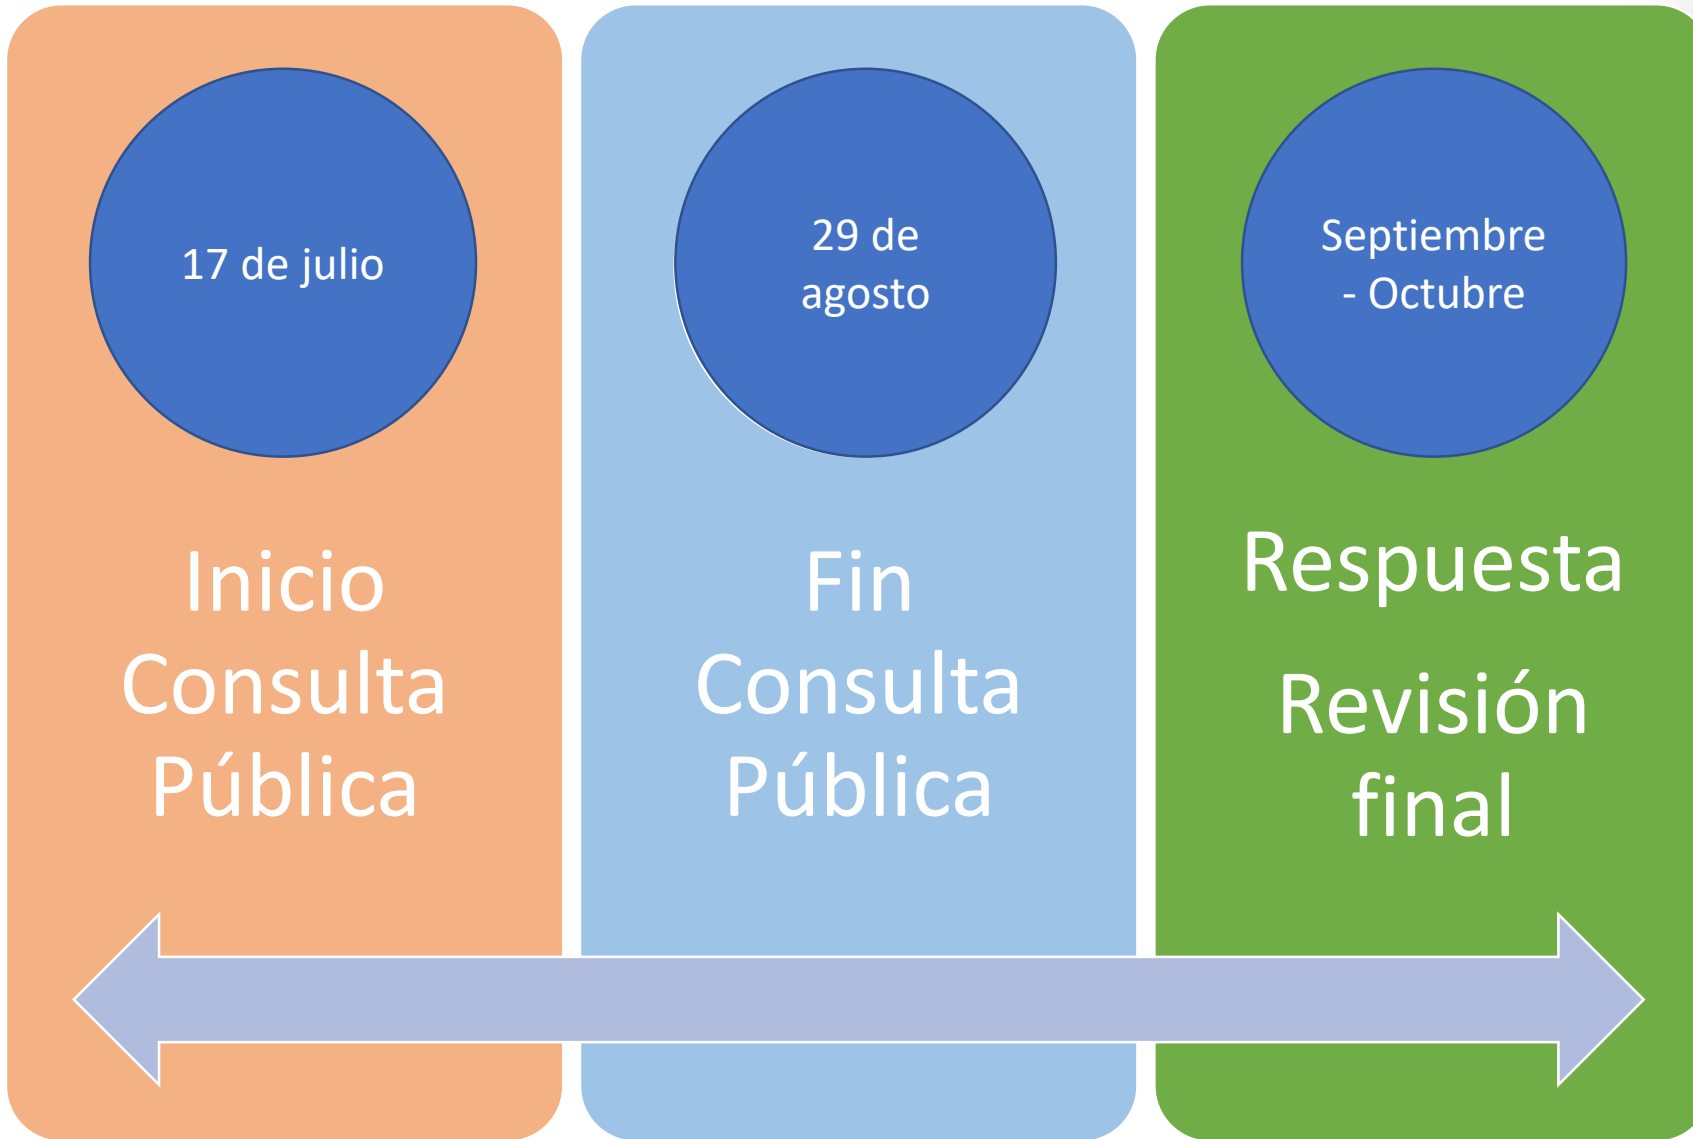 17 de julio
Inicio
Consulta
Pública
29 de
agosto
Fin
Consulta
Pública
Septiembre
- Octubre
Respuesta
Revisión
final